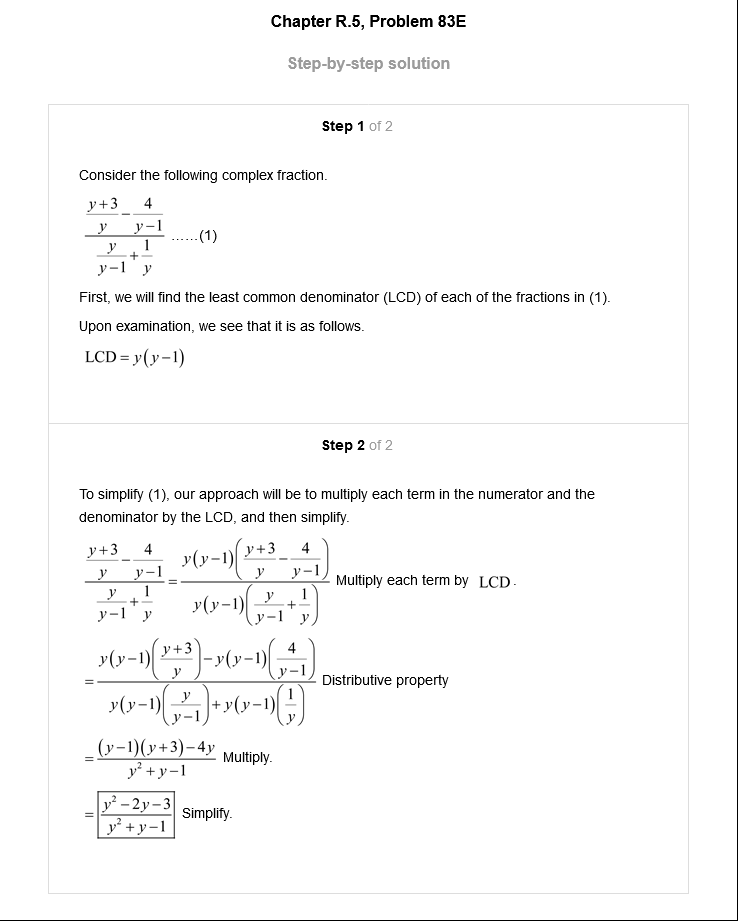 Chapter R.5, Problem 83E
Step-by-step solution
Step 1 of 2
Consider the following complex fraction.
\frac{\frac{y+3}{y}-\frac{4}{y-1}}{\frac{y}{y-1}+\frac{1}{y}} ......(1)
First, we will find the least common denominator (LCD) of each of the fractions in (1).
Upon examination, we see that it is as follows.
LCD = y(y−1)
Step 2 of 2
To simplify (1), our approach will be to multiply each term in the numerator and the
denominator by the LCD, and then simplify.
\frac{\frac{y+3}{y}-\frac{4}{y-1}}{\frac{y}{y-1}+\frac{1}{y}} = \frac{y(y-1)\left(\frac{y+3}{y}-\frac{4}{y-1}\right)}{y(y-1)\left(\frac{y}{y-1}+\frac{1}{y}\right)} Multiply each term by LCD.
= \frac{y(y-1)\left(\frac{y+3}{y}\right)-y(y-1)\left(\frac{4}{y-1}\right)}{y(y-1)\left(\frac{y}{y-1}\right)+y(y-1)\left(\frac{1}{y}\right)} Distributive property
= \frac{(y-1)(y+3)-4y}{y^2+y-1} Multiply.
= \frac{y^2-2y-3}{y^2+y-1} Simplify.